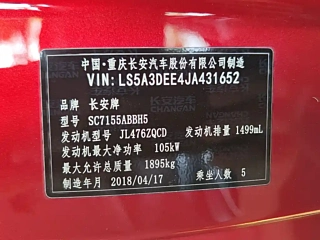 中国·重庆长安汽车股份有限公司制造
VIN: LS5A3DEE4JA431652
品牌 长安牌
型号 SC7155ABBH5
发动机型号 JL476ZQCD 发动机排量 1499mL
发动机最大净功率 105kW
最大允许总质量 1895kg
制造年月 2018/04/17 乘坐人数 5